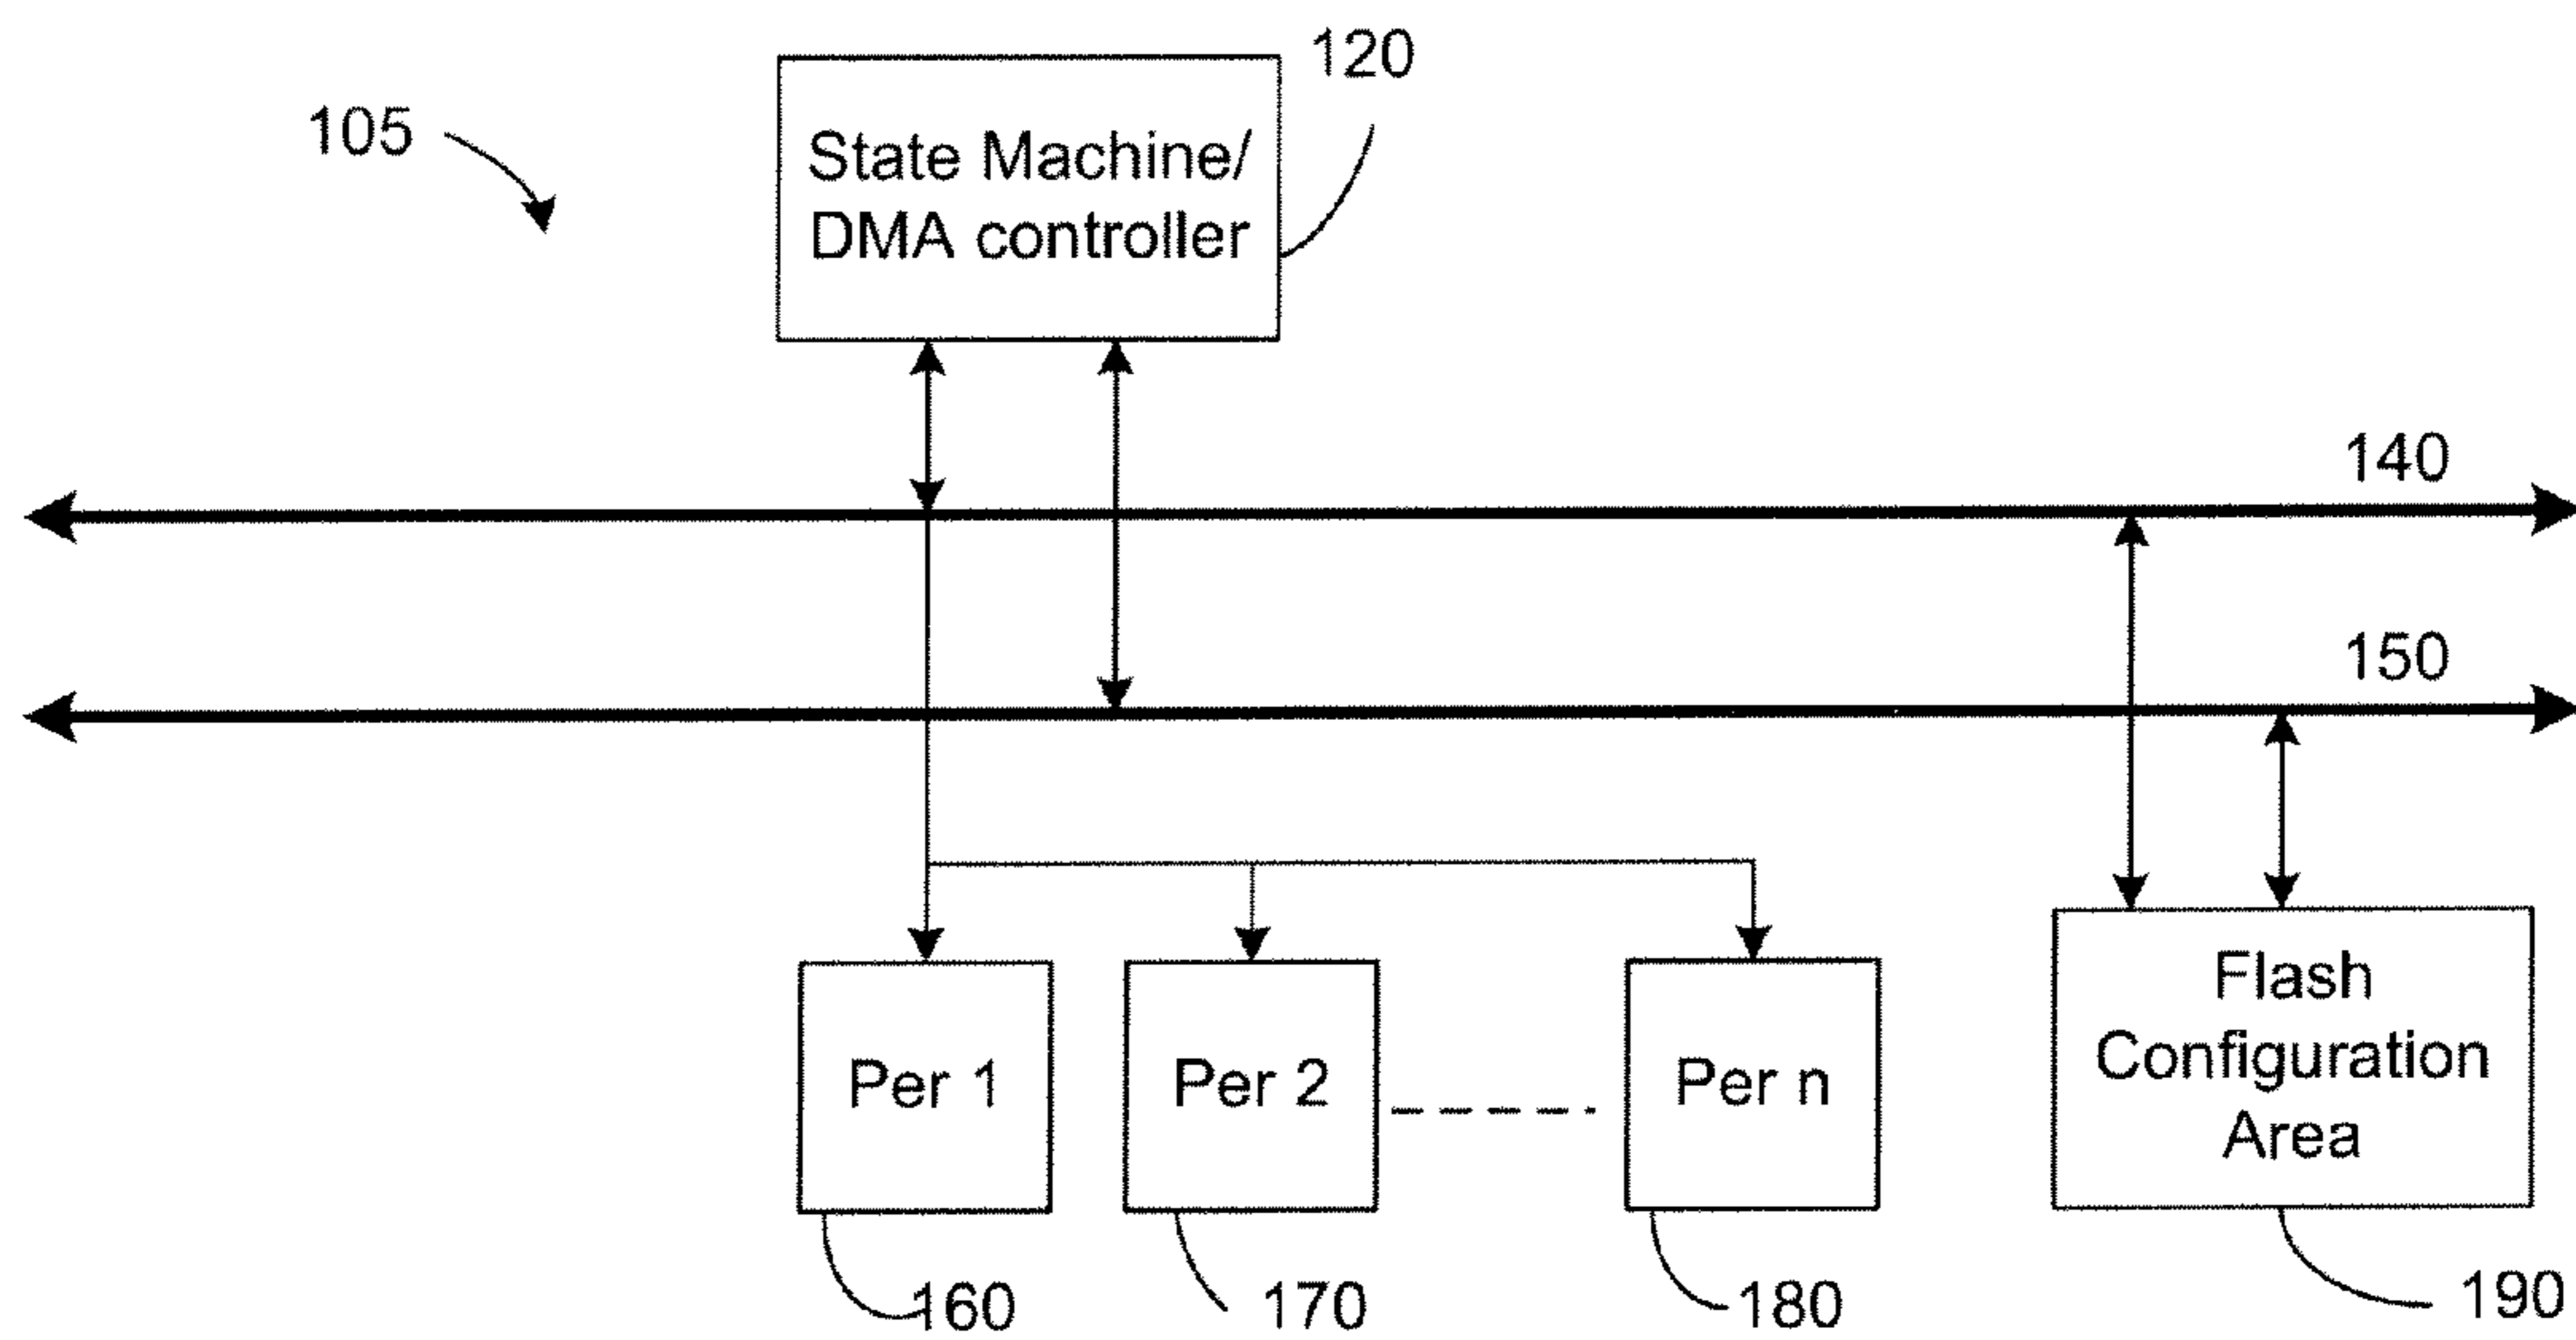 120
105
State Machine/
DMA controller
140
150
Per 1
Per 2
Per n
Flash
Configuration
Area
160
170
180
190